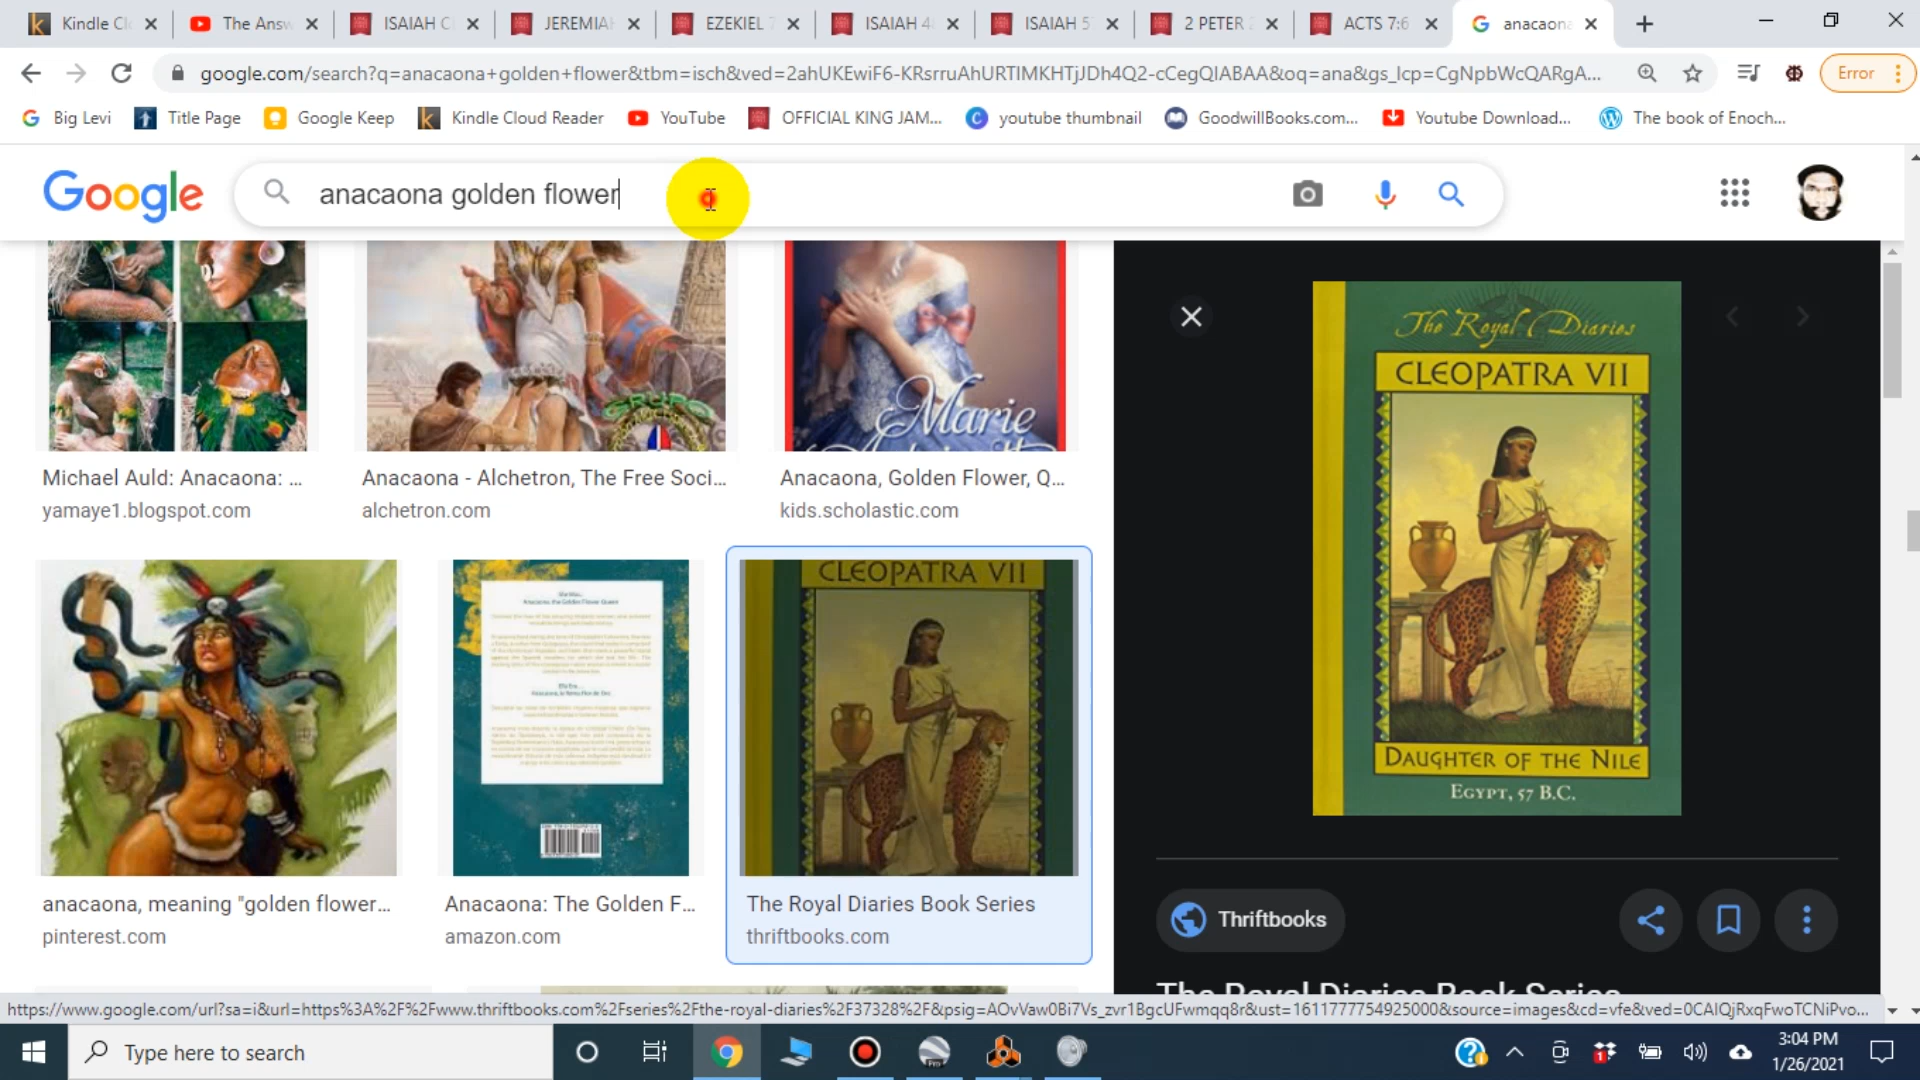 Kindle Cl
The Answ
ISAIAH C
JEREMIAH
EZEKIEL 7
ISAIAH 4
ISAIAH 5
2 PETER 2
ACTS 7:6
anacaona
google.com/search?q=anacaona+golden+flower&tbm=isch&ved=2ahUKEwiF6-KRsrruAhURTIMKHTjJDh4Q2-cCegQIABAA&oq=ana&gs_lcp=CgNpbWcQARgA...
Error
Big Levi
Title Page
Google Keep
Kindle Cloud Reader
YouTube
OFFICIAL KING JAM...
youtube thumbnail
GoodwillBooks.com...
Youtube Download...
The book of Enoch...
Google
anacaona golden flower
Marie
Michael Auld: Anacaona: ...
yamaye1.blogspot.com
Anacaona - Alchetron, The Free Soci...
alchetron.com
Anacaona, Golden Flower, Q...
kids.scholastic.com
CLEOPATRA VII
anacaona, meaning "golden flower...
pinterest.com
Anacaona: The Golden F...
amazon.com
The Royal Diaries Book Series
thriftbooks.com
The Royal Diaries
CLEOPATRA VII
DAUGHTER OF THE NILE
EGYPT, 57 B.C.
Thriftbooks
The Royal Diaries Book Series
https://www.google.com/url?sa=i&url=https%3A%2F%2Fwww.thriftbooks.com%2Fseries%2Fthe-royal-diaries%2F37328%2F&psig=AOvVaw0Bi7Vs_zvr1BgcUFwmqq8r&ust=1611777754925000&source=images&cd=vfe&ved=0CAIQjRxqFwoTCNiPvo...
Type here to search
3:04 PM
1/26/2021